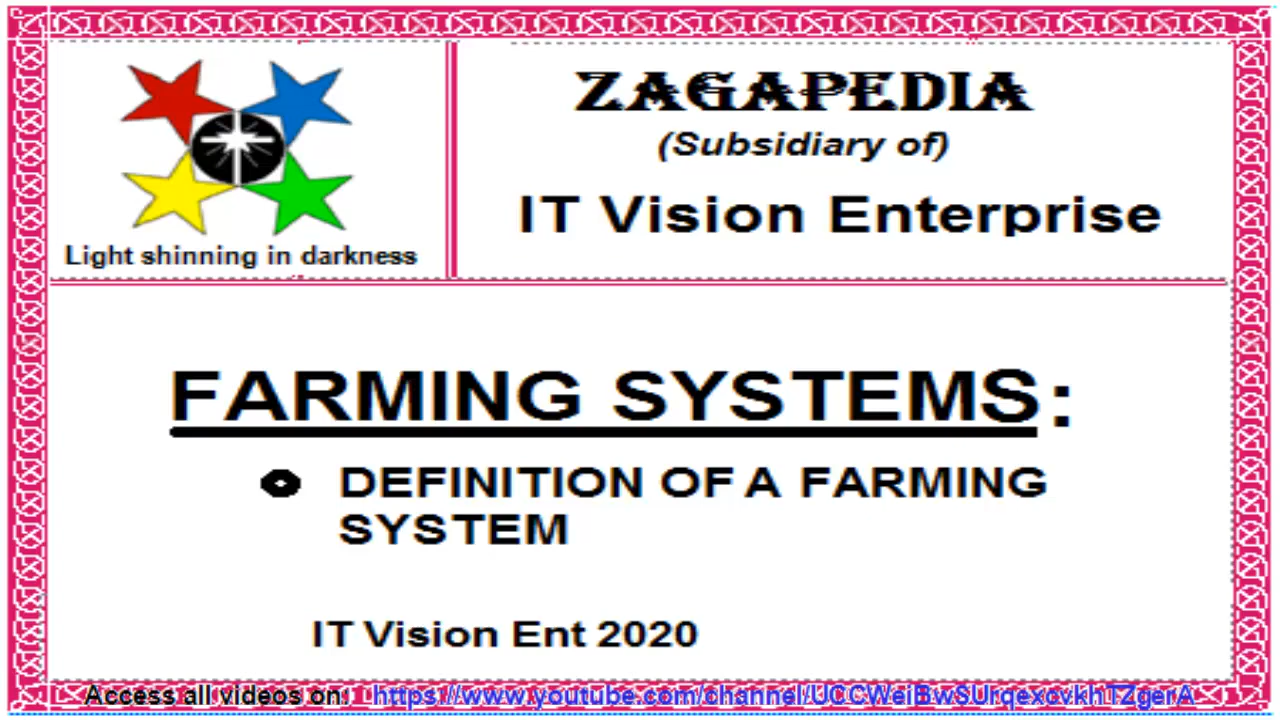 ZAGAPEDIA
(Subsidiary of)
IT Vision Enterprise
Light shinning in darkness
FARMING SYSTEMS:
DEFINITION OF A FARMING
SYSTEM
IT Vision Ent 2020
Access all videos on: